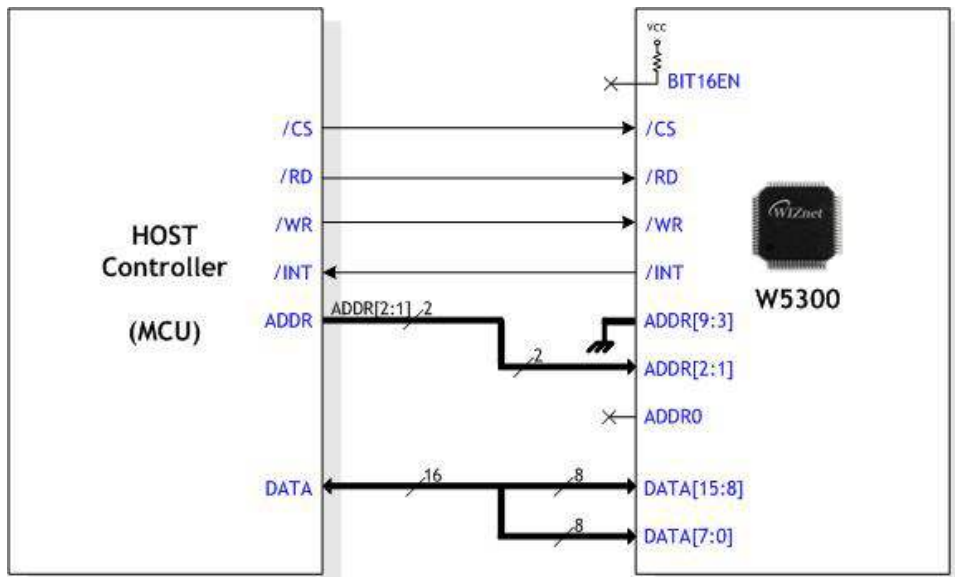 HOST
Controller
(MCU)
/CS
/RD
/WR
/INT
ADDR
DATA
ADDR[2:1]
2
2
16
8
8
vcc
BIT16EN
/CS
/RD
/WR
/INT
ADDR[9:3]
ADDR[2:1]
ADDR0
DATA[15:8]
DATA[7:0]
WIZnet
W5300